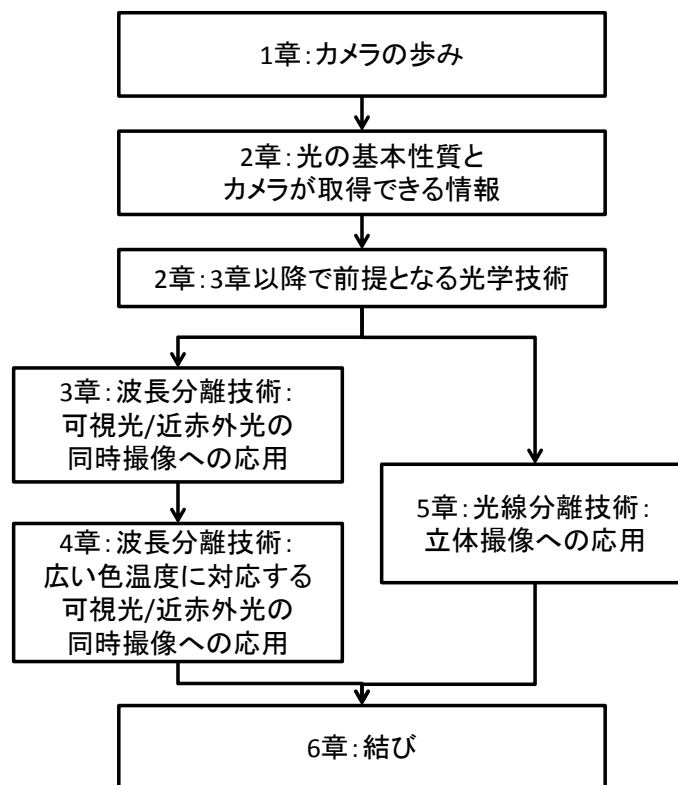 1章：カメラの歩み
2章：光の基本性質と
カメラが取得できる情報
2章：3章以降で前提となる光学技術
3章：波長分離技術：
可視光/近赤外光の
同時撮像への応用
4章：波長分離技術：
広い色温度に対応する
可視光/近赤外光の
同時撮像への応用
5章：光線分離技術：
立体撮像への応用
6章：結び